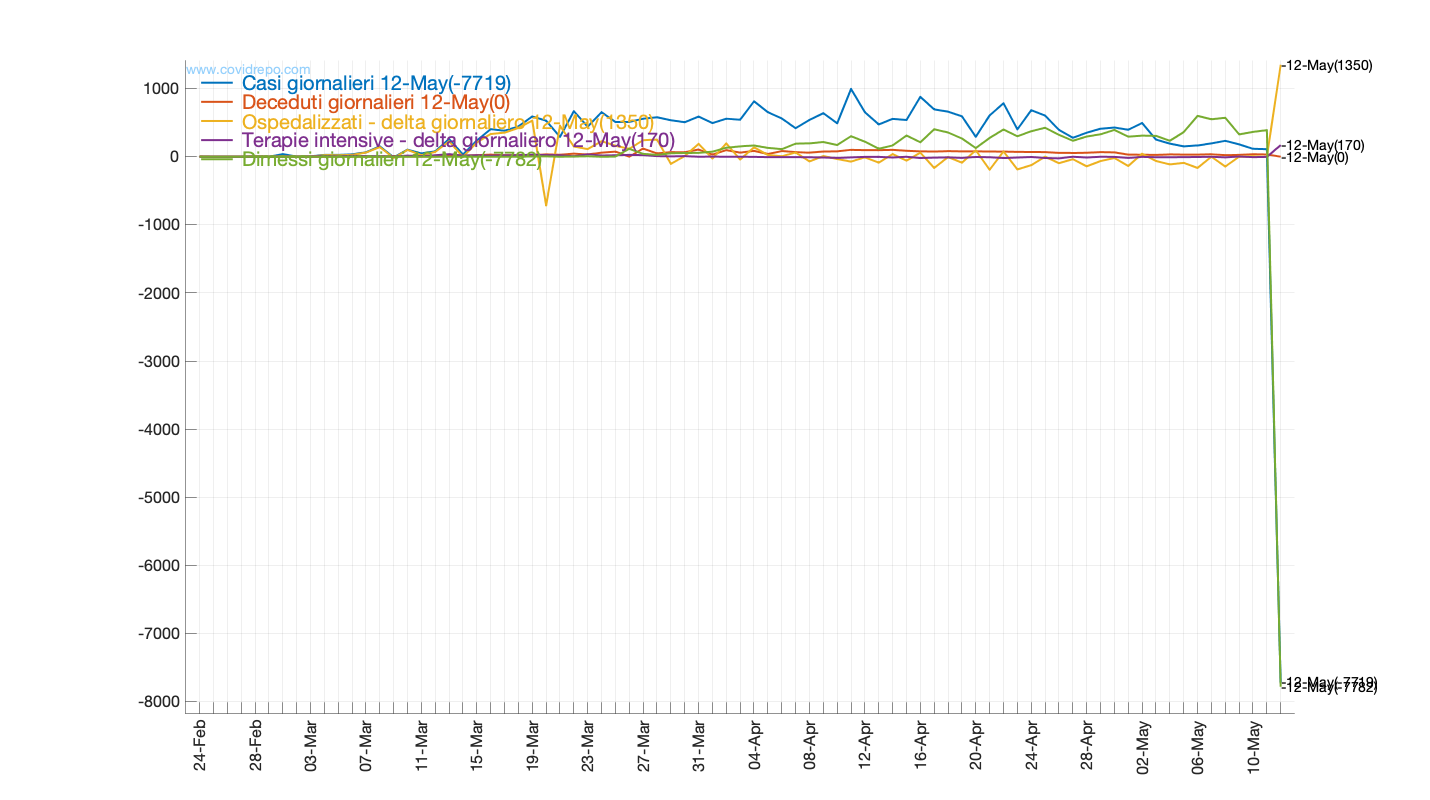 www.covidrepo.com
Casi giornalieri 12-May(-7719)
Deceduti giornalieri 12-May(0)
Ospedalizzati - delta giornaliero 12-May(1350)
Terapie intensive - delta giornaliero 12-May(170)
Dimessi giornalieri 12-May(-7782)
1000
0
-1000
-2000
-3000
-4000
-5000
-6000
-7000
-8000
-12-May(1350)
-12-May(170)
-12-May(0)
-12-May(-7719)
-12-May(-7782)
24-Feb
28-Feb
03-Mar
07-Mar
11-Mar
15-Mar
19-Mar
23-Mar
27-Mar
31-Mar
04-Apr
08-Apr
12-Apr
16-Apr
20-Apr
24-Apr
28-Apr
02-May
06-May
10-May